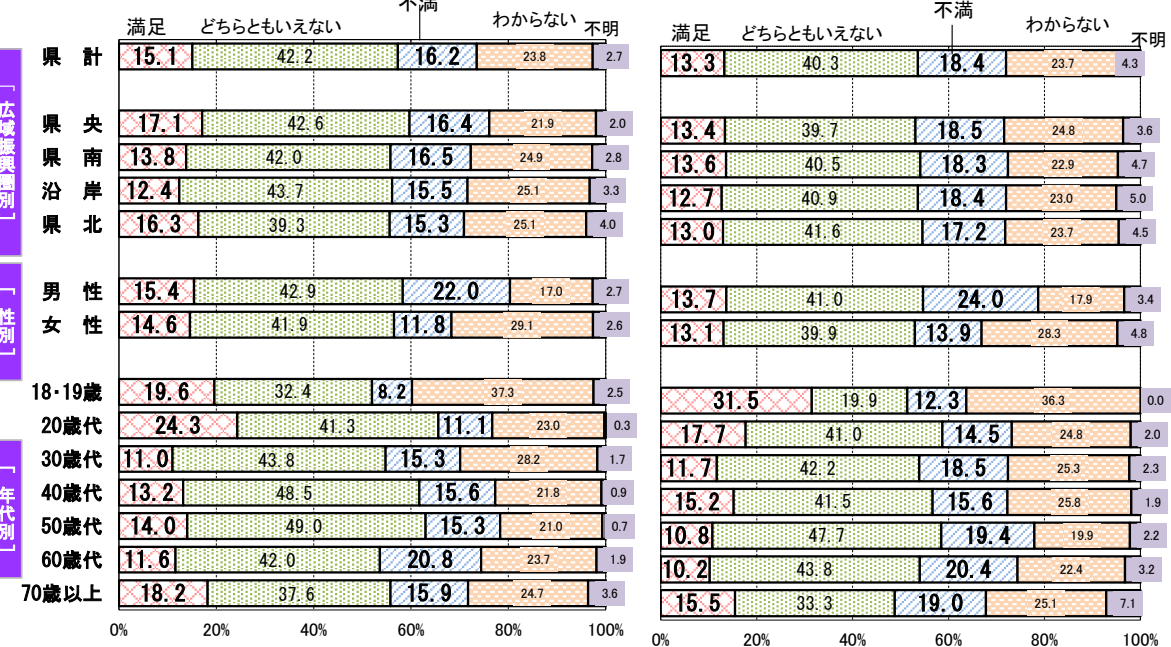 不満
満足 どちらともいえない わからない 不明
不満
満足 どちらともいえない わからない 不明
県 計 15.1 42.2 16.2 23.8 2.7 13.3 40.3 18.4 23.7 4.3
[広域振興圏別]
県 央 17.1 42.6 16.4 21.9 2.0 13.4 39.7 18.5 24.8 3.6
県 南 13.8 42.0 16.5 24.9 2.8 13.6 40.5 18.3 22.9 4.7
沿 岸 12.4 43.7 15.5 25.1 3.3 12.7 40.9 18.4 23.0 5.0
県 北 16.3 39.3 15.3 25.1 4.0 13.0 41.6 17.2 23.7 4.5
[性別]
男 性 15.4 42.9 22.0 17.0 2.7 13.7 41.0 24.0 17.9 3.4
女 性 14.6 41.9 11.8 29.1 2.6 13.1 39.9 13.9 28.3 4.8
[年代別]
18・19歳 19.6 32.4 8.2 37.3 2.5 31.5 19.9 12.3 36.3 0.0
20歳代 24.3 41.3 11.1 23.0 0.3 17.7 41.0 14.5 24.8 2.0
30歳代 11.0 43.8 15.3 28.2 1.7 11.7 42.2 18.5 25.3 2.3
40歳代 13.2 48.5 15.6 21.8 0.9 15.2 41.5 15.6 25.8 1.9
50歳代 14.0 49.0 15.3 21.0 0.7 10.8 47.7 19.4 19.9 2.2
60歳代 11.6 42.0 20.8 23.7 1.9 10.2 43.8 20.4 22.4 3.2
70歳以上 18.2 37.6 15.9 24.7 3.6 15.5 33.3 19.0 25.1 7.1
0% 20% 40% 60% 80% 100% 0% 20% 40% 60% 80% 100%